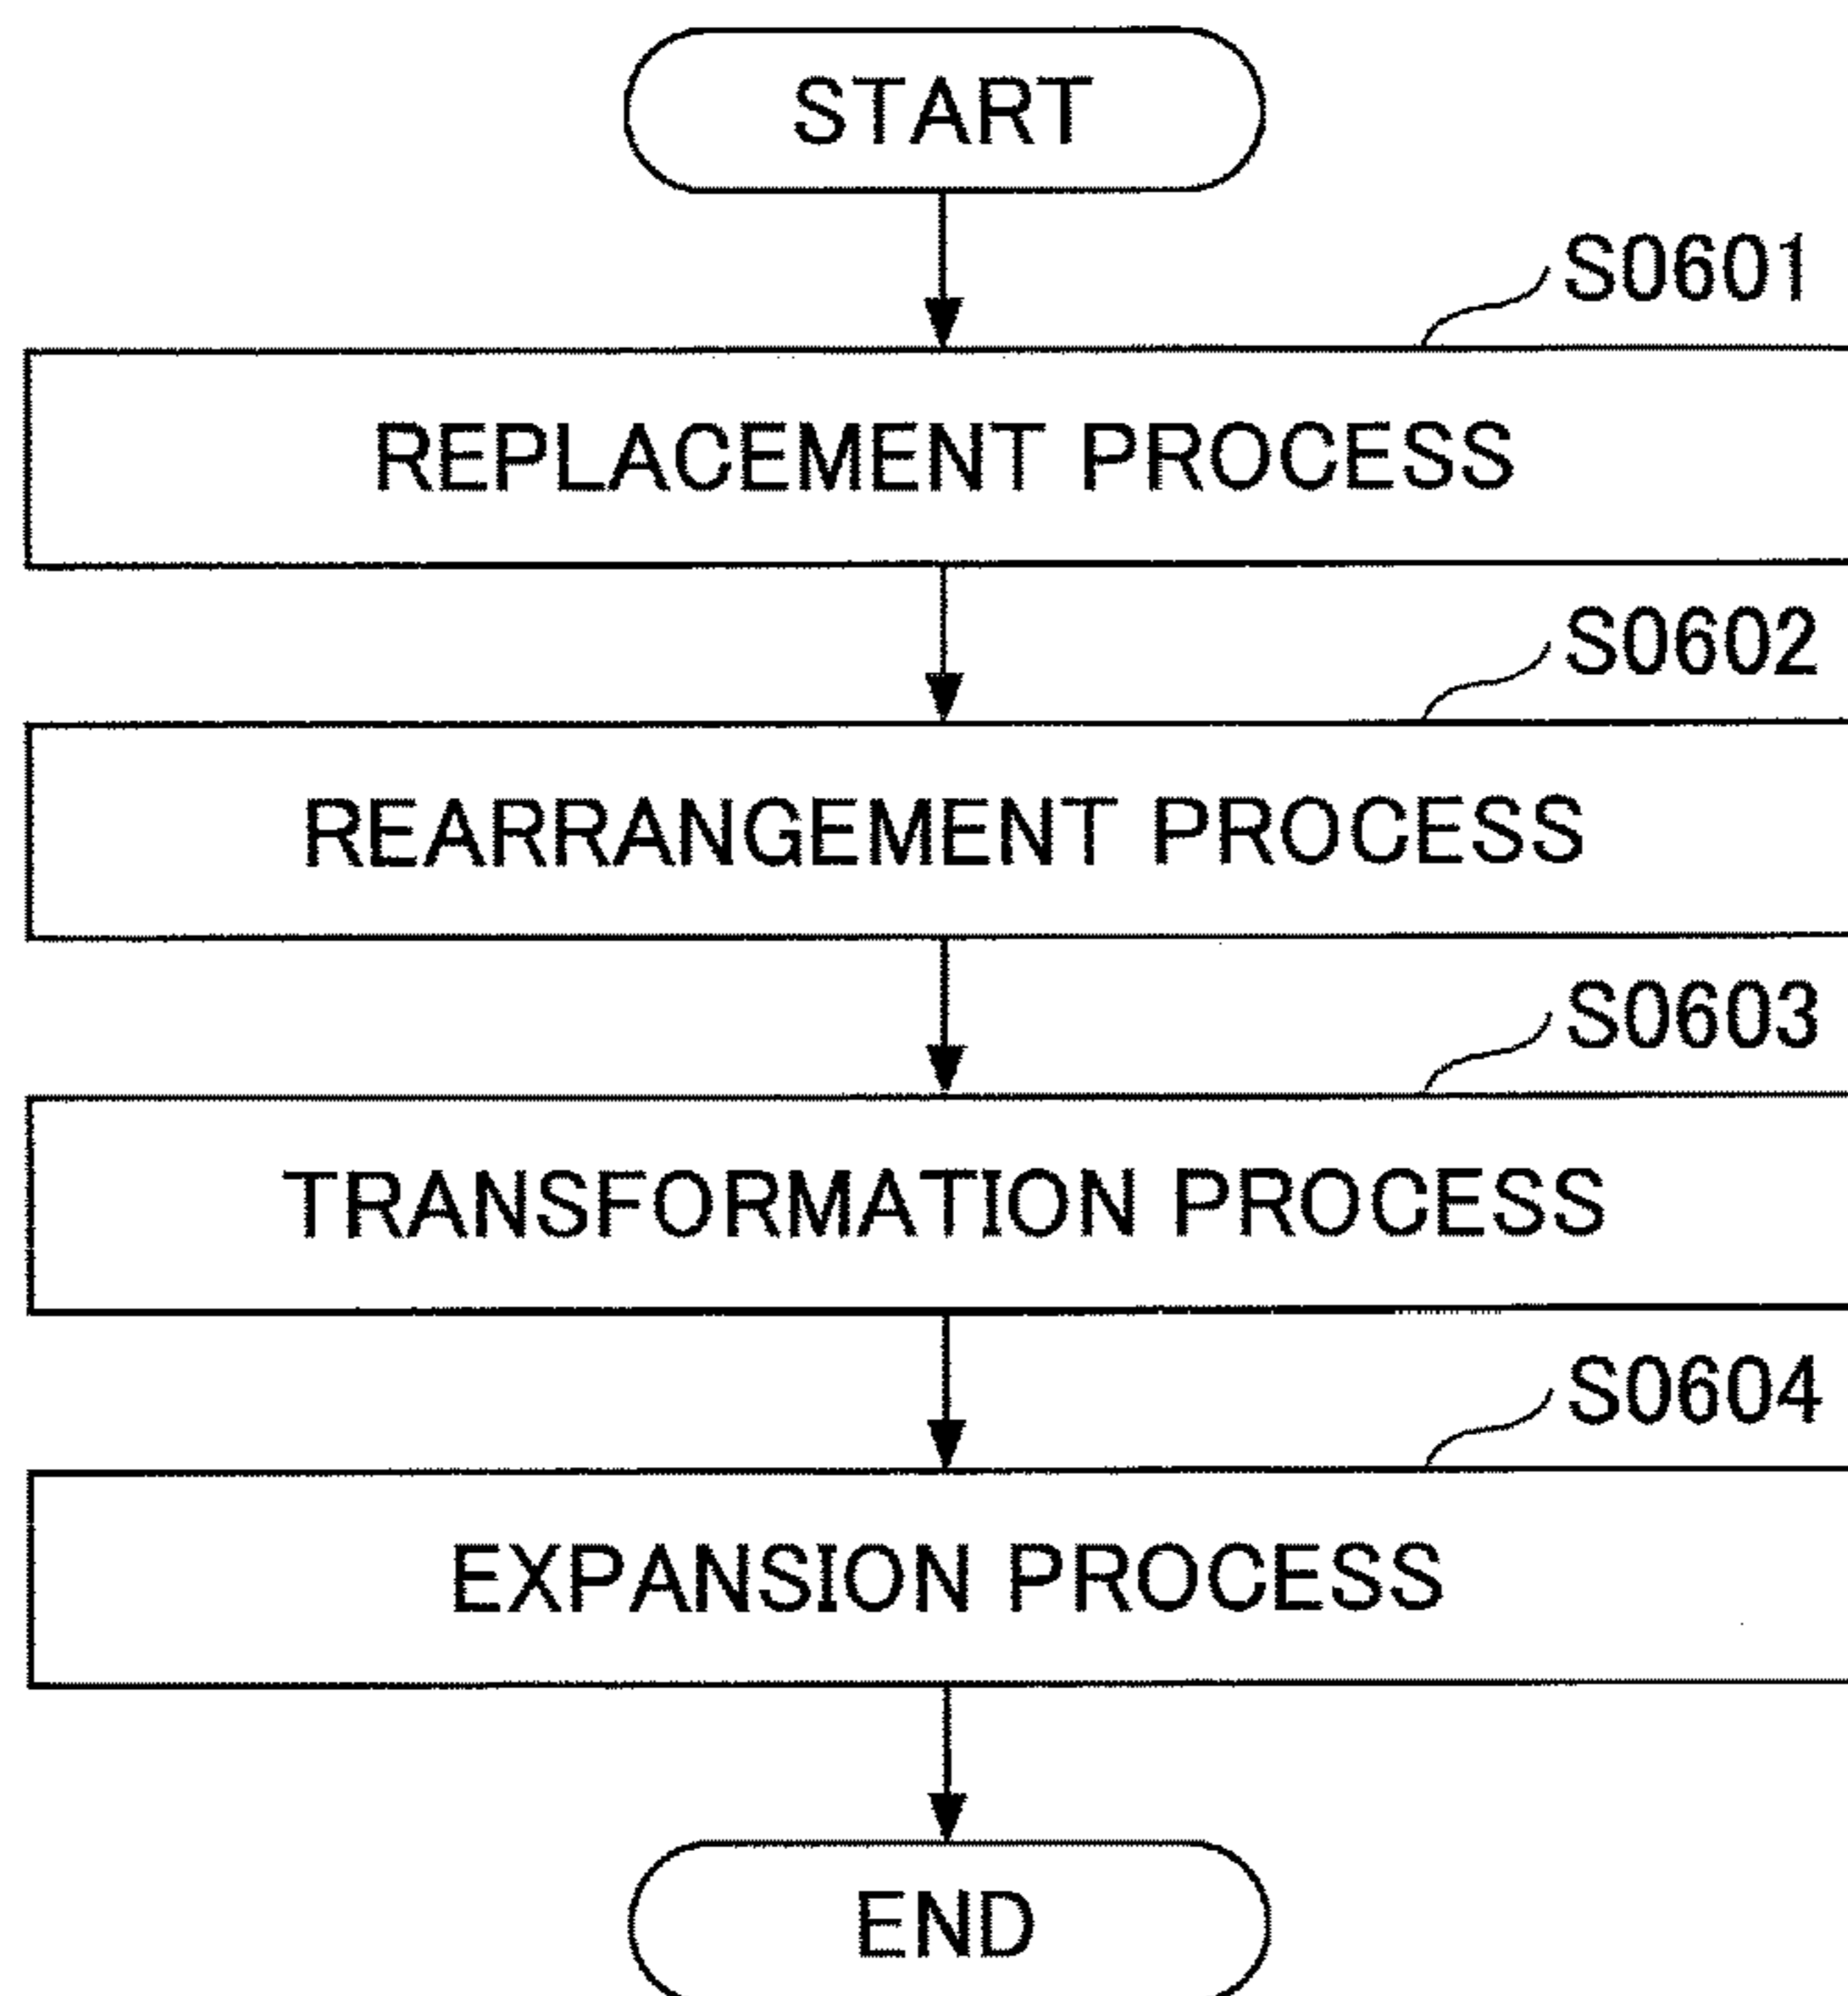 START
S0601
REPLACEMENT PROCESS
S0602
REARRANGEMENT PROCESS
S0603
TRANSFORMATION PROCESS
S0604
EXPANSION PROCESS
END